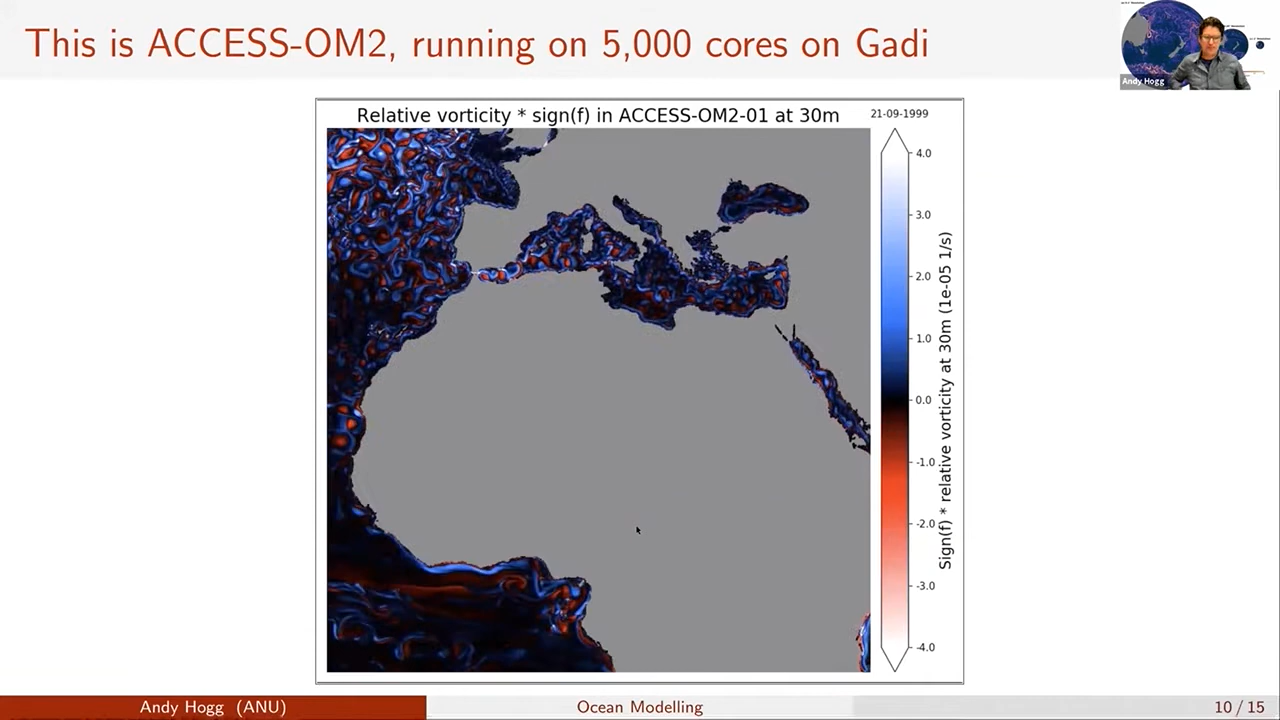 This is ACCESS-OM2, running on 5,000 cores on Gadi
Andy Hogg
Relative vorticity * sign(f) in ACCESS-OM2-01 at 30m
21-09-1999
4.0
3.0
2.0
1.0
0.0
-1.0
-2.0
-3.0
-4.0
Sign(f) * relative vorticity at 30m (1e-05 1/s)
Andy Hogg (ANU)
Ocean Modelling
10 / 15